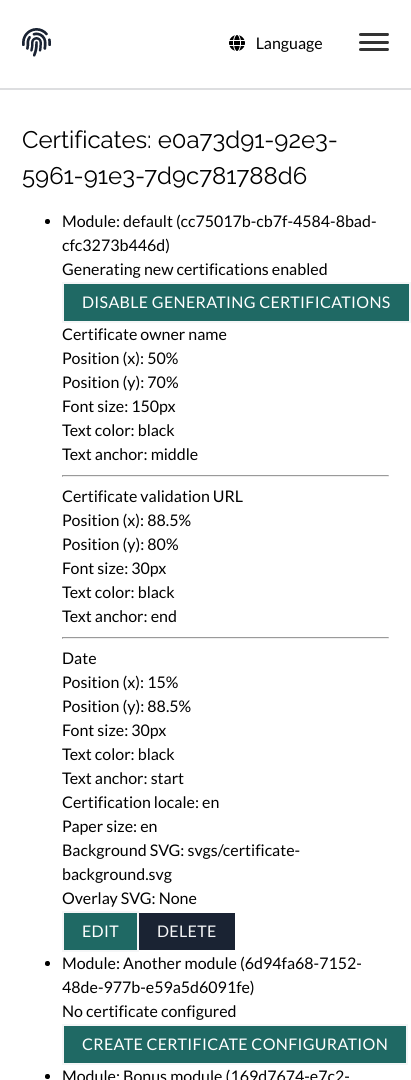 Language
Certificates: e0a73d91-92e3-
5961-91e3-7d9c781788d6
Module: default (cc75017b-cb7f-4584-8bad-
cfc3273b446d)
Generating new certifications enabled
DISABLE GENERATING CERTIFICATIONS
Certificate owner name
Position (x): 50%
Position (y): 70%
Font size: 150px
Text color: black
Text anchor: middle
Certificate validation URL
Position (x): 88.5%
Position (y): 80%
Font size: 30px
Text color: black
Text anchor: end
Date
Position (x): 15%
Position (y): 88.5%
Font size: 30px
Text color: black
Text anchor: start
Certification locale: en
Paper size: en
Background SVG: svgs/certificate-
background.svg
Overlay SVG: None
EDIT DELETE
Module: Another module (6d94fa68-7152-
48de-977b-e59a5d6091fe)
No certificate configured
CREATE CERTIFICATE CONFIGURATION
Module: Bonus module (169d7674-e7c2-